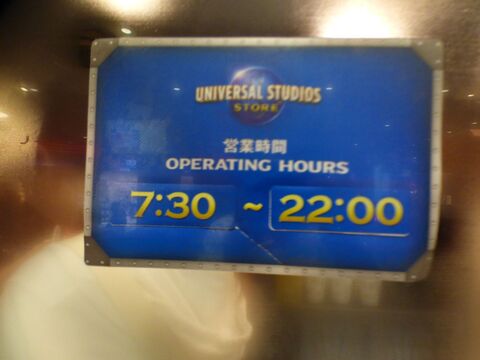 UNIVERSAL STUDIOS
STORE
営業時間
OPERATING HOURS
7:30 ~ 22:00